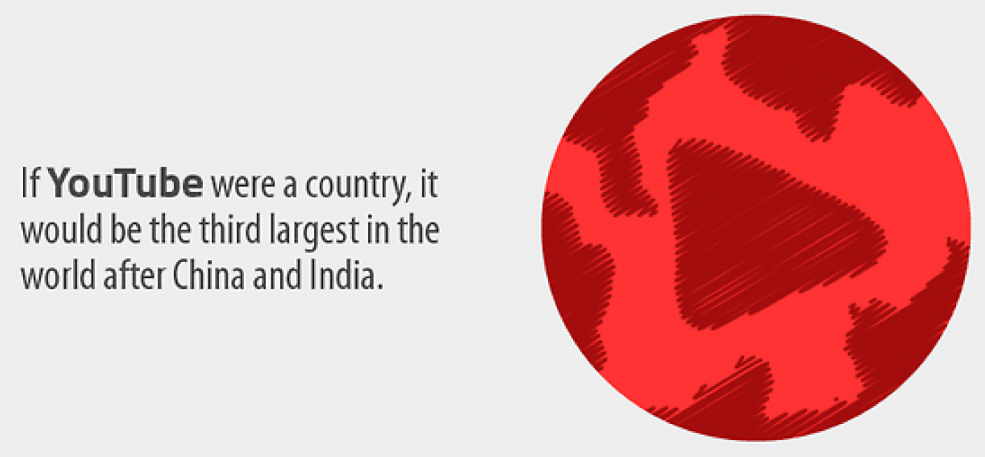 If YouTube were a country, it
would be the third largest in the
world after China and India.